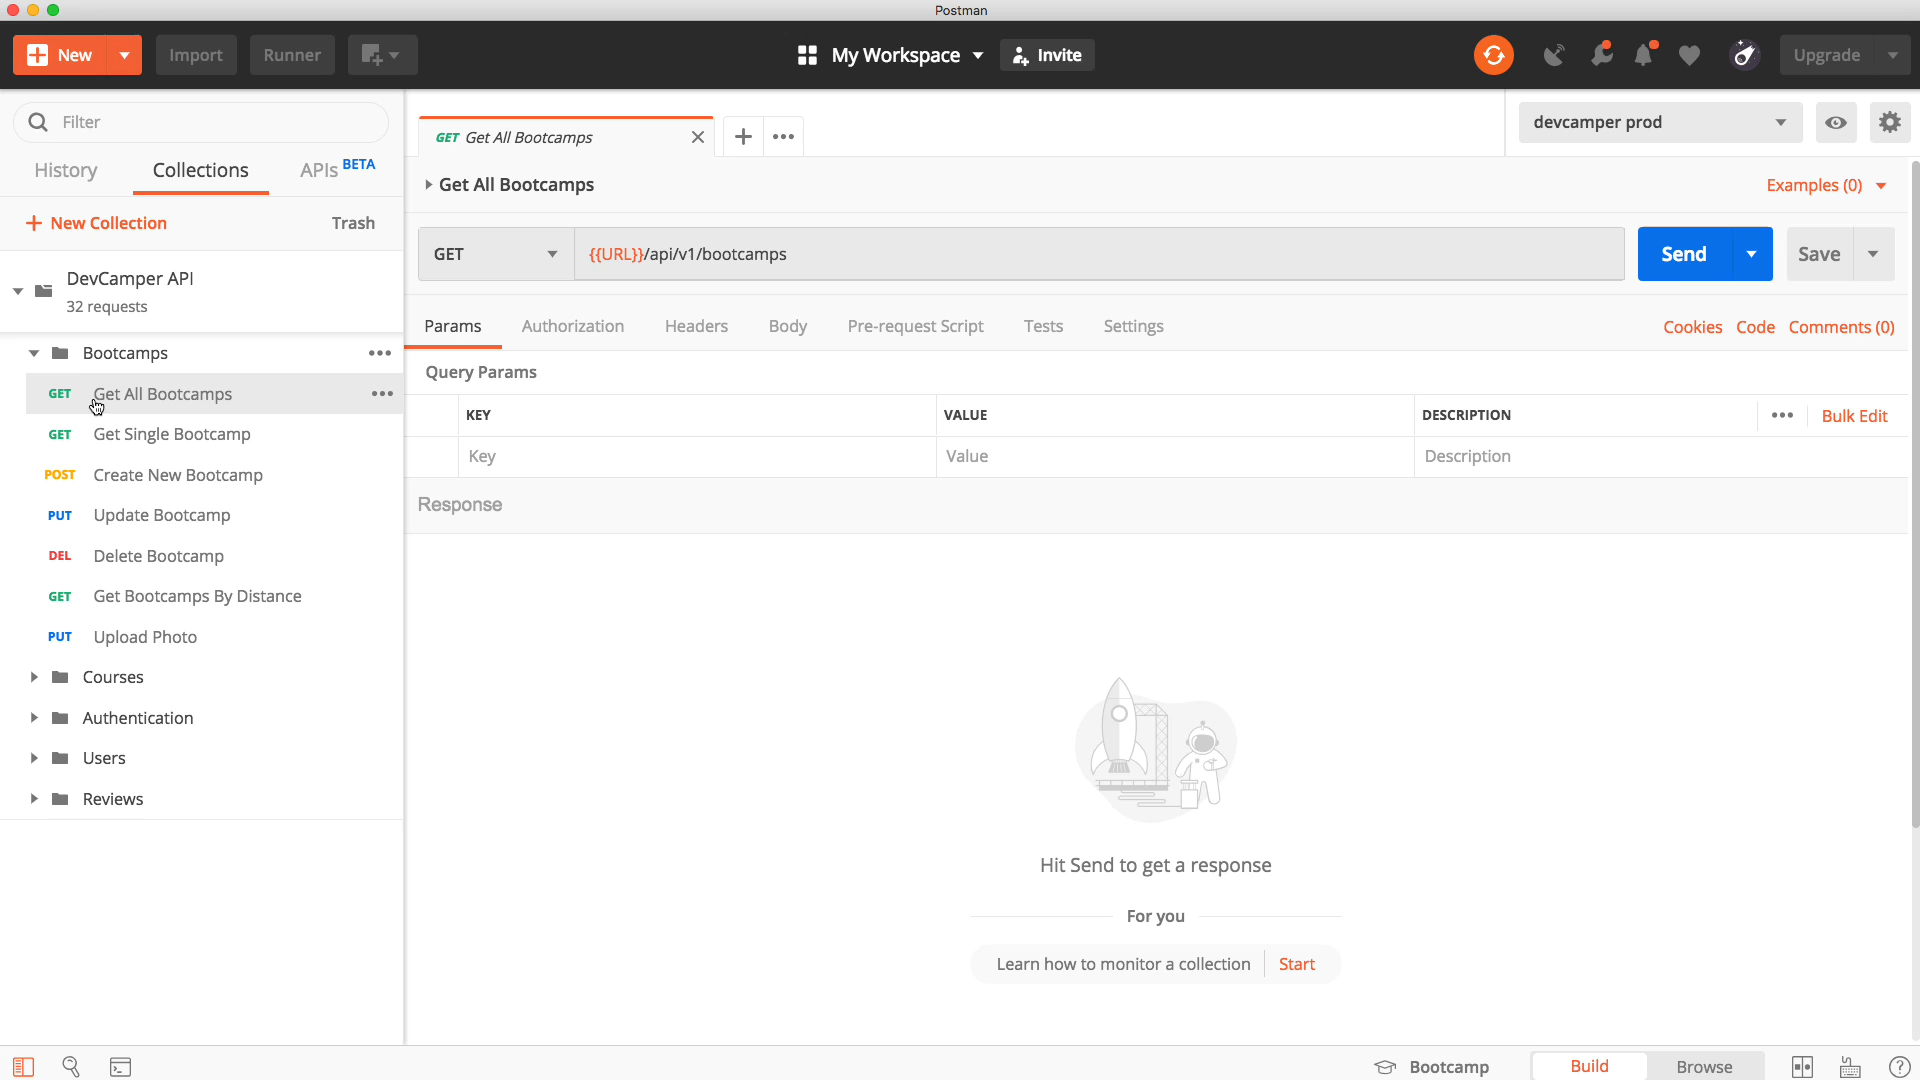 Postman
New
Import
Runner
My Workspace
Invite
Upgrade
Filter
History
Collections
APIs BETA
New Collection
Trash
DevCamper API
32 requests
Bootcamps
GET Get All Bootcamps
GET Get Single Bootcamp
POST Create New Bootcamp
PUT Update Bootcamp
DEL Delete Bootcamp
GET Get Bootcamps By Distance
PUT Upload Photo
Courses
Authentication
Users
Reviews
GET Get All Bootcamps
devcamper prod
Get All Bootcamps
Examples (0)
GET
{{URL}}/api/v1/bootcamps
Send
Save
Params
Authorization
Headers
Body
Pre-request Script
Tests
Settings
Cookies
Code
Comments (0)
Query Params
KEY
VALUE
DESCRIPTION
Bulk Edit
Key
Value
Description
Response
Hit Send to get a response
For you
Learn how to monitor a collection
Start
Bootcamp
Build
Browse